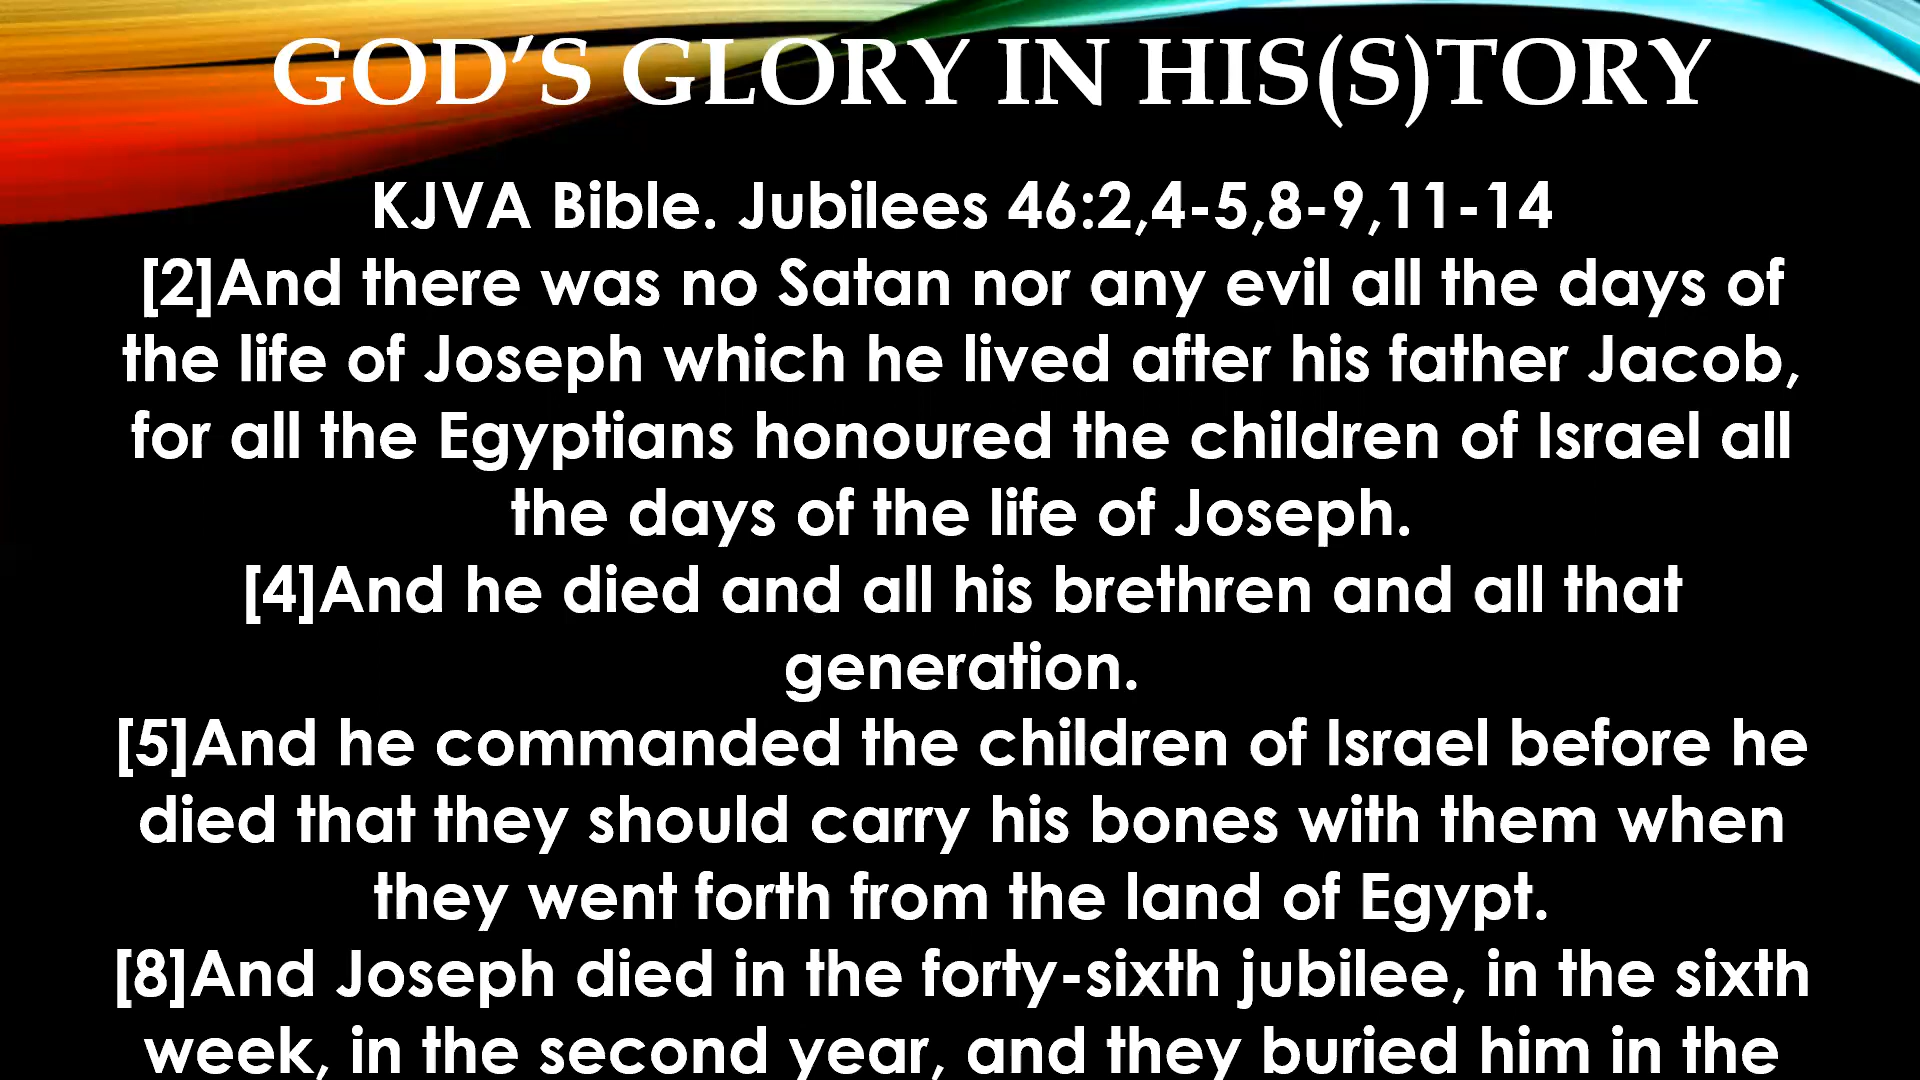 GOD’S GLORY IN HIS(S)TORY
KJVA Bible. Jubilees 46:2,4-5,8-9,11-14
[2]And there was no Satan nor any evil all the days of
the life of Joseph which he lived after his father Jacob,
for all the Egyptians honoured the children of Israel all
the days of the life of Joseph.
[4]And he died and all his brethren and all that
generation.
[5]And he commanded the children of Israel before he
died that they should carry his bones with them when
they went forth from the land of Egypt.
[8]And Joseph died in the forty-sixth jubilee, in the sixth
week, in the second year, and they buried him in the